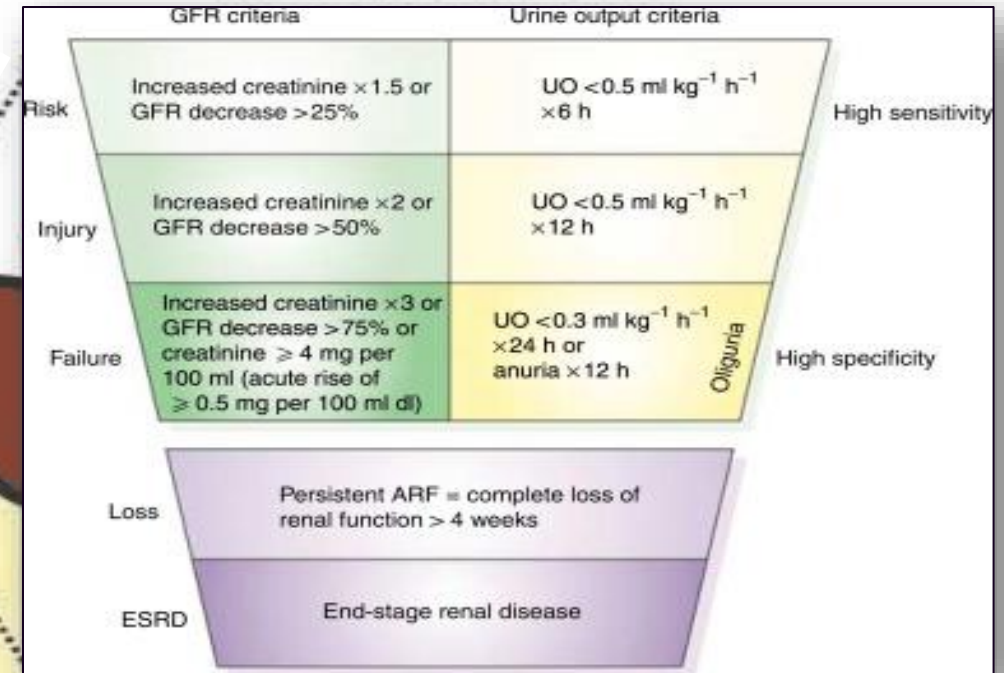 GFR criteria
Urine output criteria
Risk
Increased creatinine ×1.5 or
GFR decrease >25%
UO <0.5 ml kg⁻¹ h⁻¹
×6 h
High sensitivity
Injury
Increased creatinine ×2 or
GFR decrease >50%
UO <0.5 ml kg⁻¹ h⁻¹
×12 h
Failure
Increased creatinine ×3 or
GFR decrease >75% or
creatinine ⩾ 4 mg per
100 ml (acute rise of
⩾ 0.5 mg per 100 ml dl)
UO <0.3 ml kg⁻¹ h⁻¹
×24 h or
anuria ×12 h
Oliguria
High specificity
Loss
Persistent ARF = complete loss of
renal function > 4 weeks
ESRD
End-stage renal disease